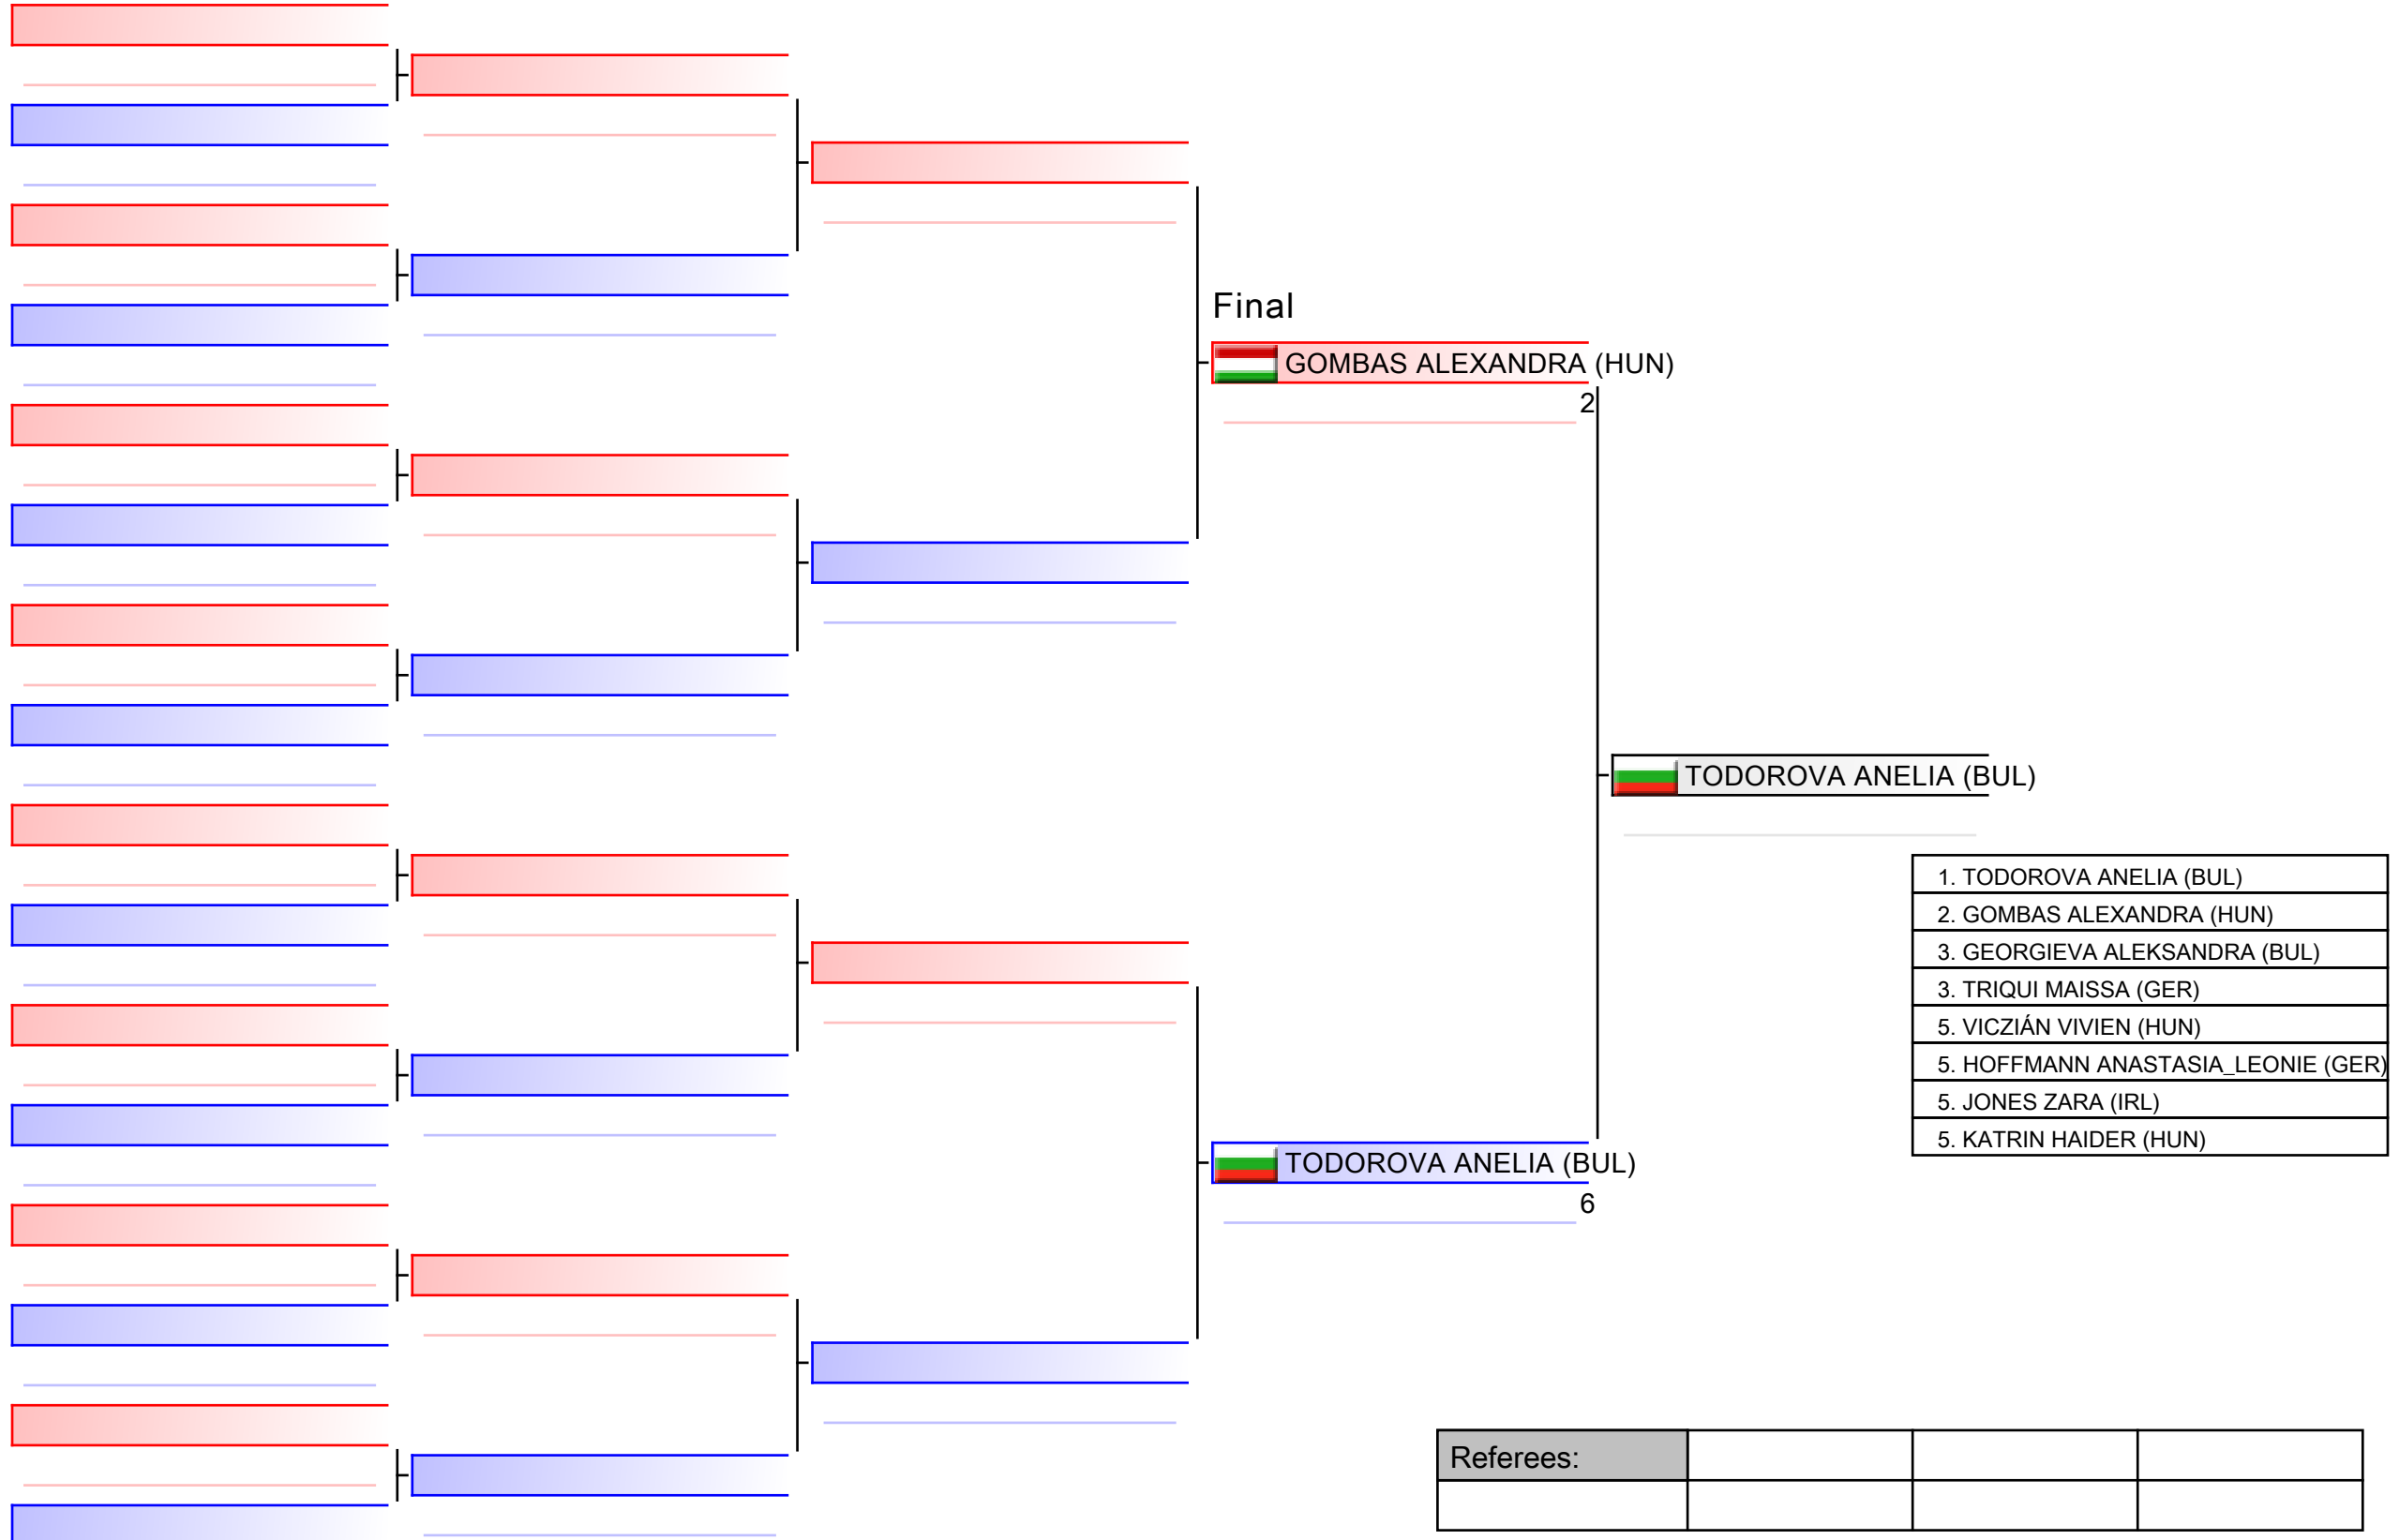 Final
GOMBAS ALEXANDRA (HUN)
2
TODOROVA ANELIA (BUL)
1. TODOROVA ANELIA (BUL)
2. GOMBAS ALEXANDRA (HUN)
3. GEORGIEVA ALEKSANDRA (BUL)
3. TRIQUI MAISSA (GER)
5. VICZIÁN VIVIEN (HUN)
5. HOFFMANN ANASTASIA_LEONIE (GER)
5. JONES ZARA (IRL)
5. KATRIN HAIDER (HUN)
TODOROVA ANELIA (BUL)
6
Referees: